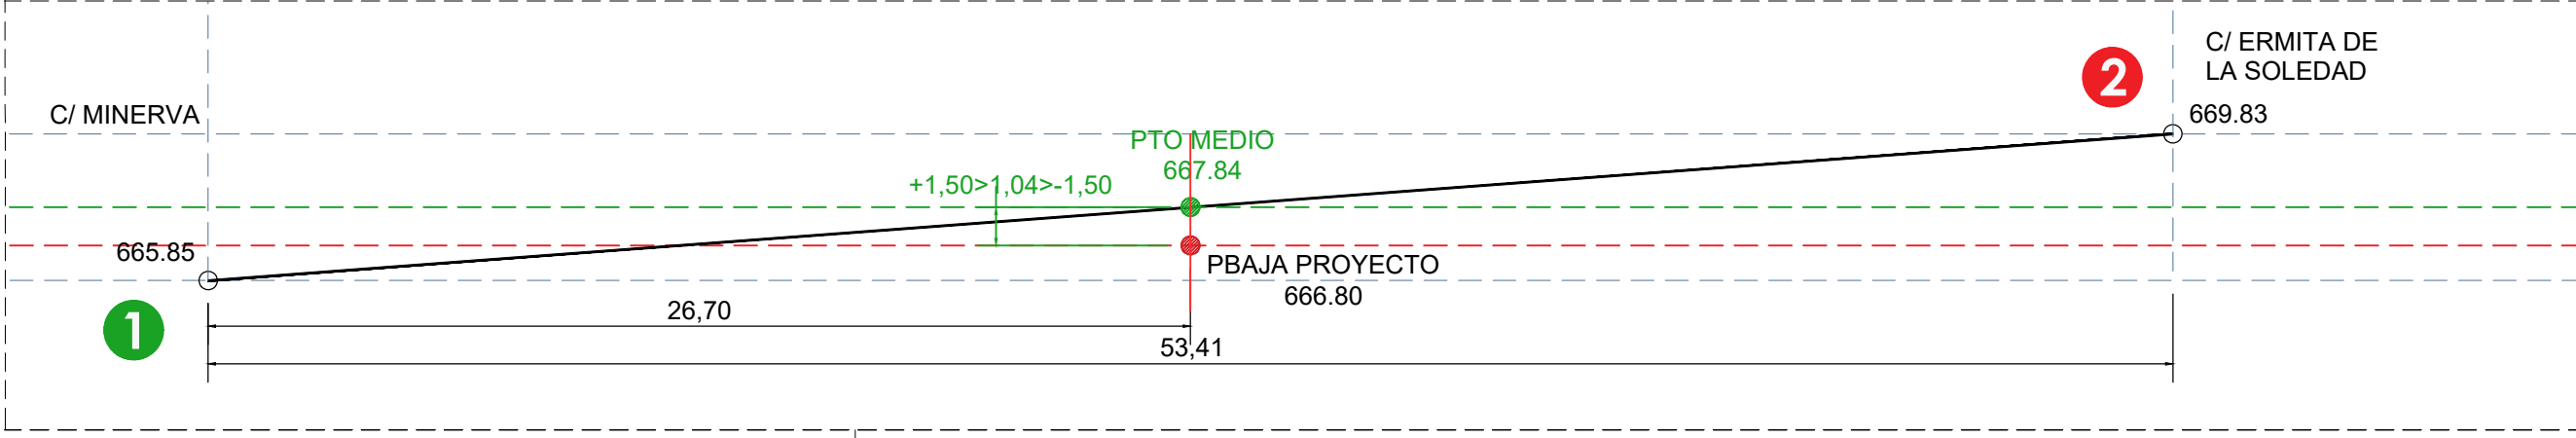 C/ ERMITA DE
LA SOLEDAD
2
C/ MINERVA
669.83
PTO MEDIO
667.84
+1,50>1,04>-1,50
665.85
PBAJA PROYECTO
666.80
1
26,70
53,41